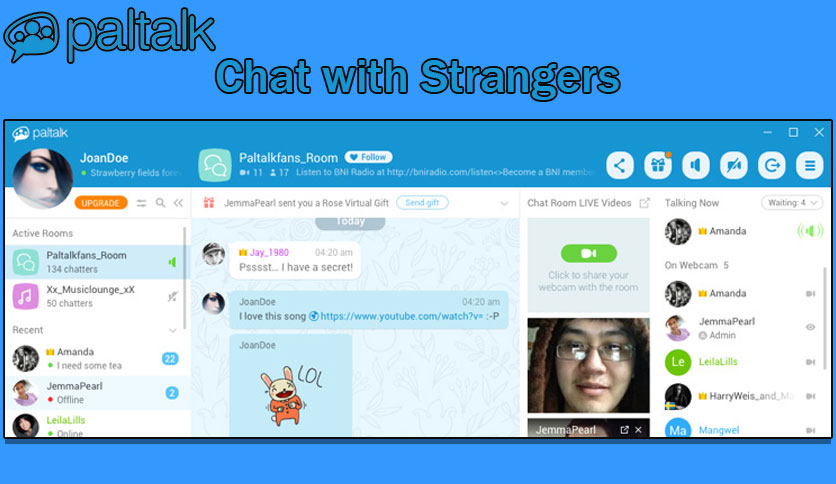 paltalk
Chat with Strangers
paltalk
JoanDoe
Strawberry fields forev
UPGRADE
Active Rooms
Paltalkfans_Room
134 chatters
Xx_Musiclounge_xX
50 chatters
Recent
Amanda
I need some tea
22
JemmaPearl
Offline
2
LeilaLills
Online
Paltalkfans_Room
Follow
11 17 Listen to BNI Radio at http://bniradio.com/listen<>Become a BNI membe
JemmaPearl sent you a Rose Virtual Gift
Send gift
Today
Jay_1980 04:20 am
Psssst... I have a secret!
JoanDoe 04:20 am
I love this song https://www.youtube.com/watch?v= :-P
JoanDoe
LOL
Chat Room LIVE Videos
Click to share your
webcam with the room
JemmaPearl
Talking Now
Waiting: 4
Amanda
On Webcam 5
Amanda
JemmaPearl
Admin
Le
LeilaLills
HarryWeis_and_Ma
Ma
Mangwel